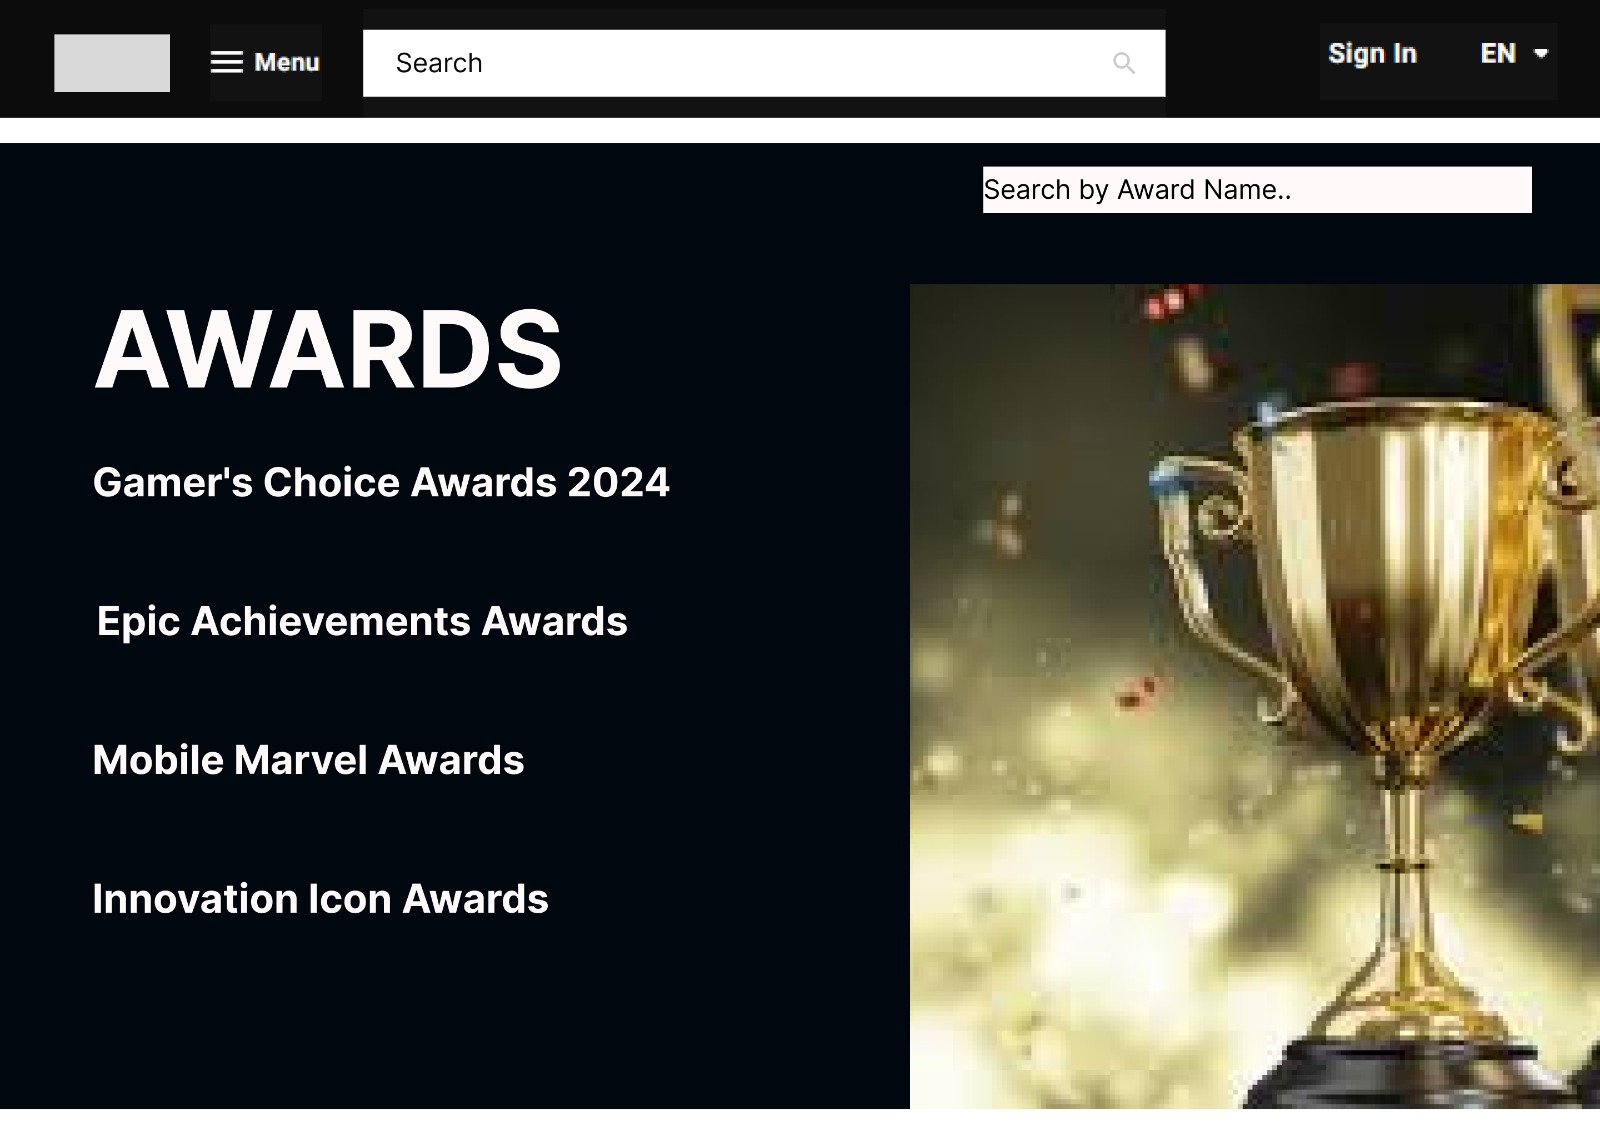 Menu
Search
Sign In
EN
Search by Award Name..
AWARDS
Gamer's Choice Awards 2024
Epic Achievements Awards
Mobile Marvel Awards
Innovation Icon Awards